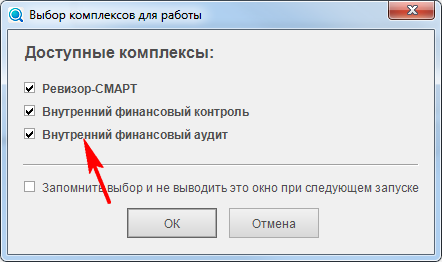 Выбор комплексов для работы
Доступные комплексы:
Ревизор-СМАРТ
Внутренний финансовый контроль
Внутренний финансовый аудит
Запомнить выбор и не выводить это окно при следующем запуске
ОК
Отмена